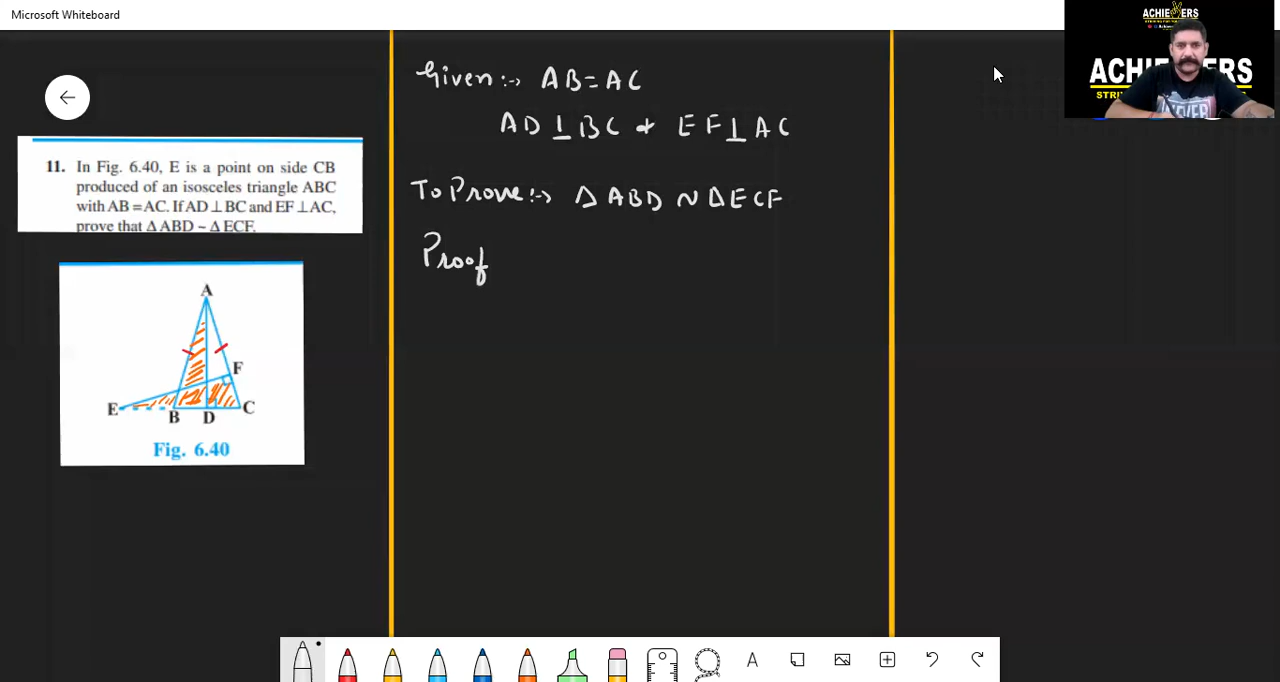 Microsoft Whiteboard
ACHIEVERS
ACHIE ERS
11. In Fig. 6.40, E is a point on side CB
produced of an isosceles triangle ABC
with AB = AC. If AD ⊥ BC and EF ⊥ AC,
prove that Δ ABD ~ Δ ECF.
A
F
E
B
D
C
Fig. 6.40
Given :-> AB = AC
AD ⊥ BC & EF ⊥ AC
To Prove :-> Δ ABD ~ Δ ECF
Proof
A